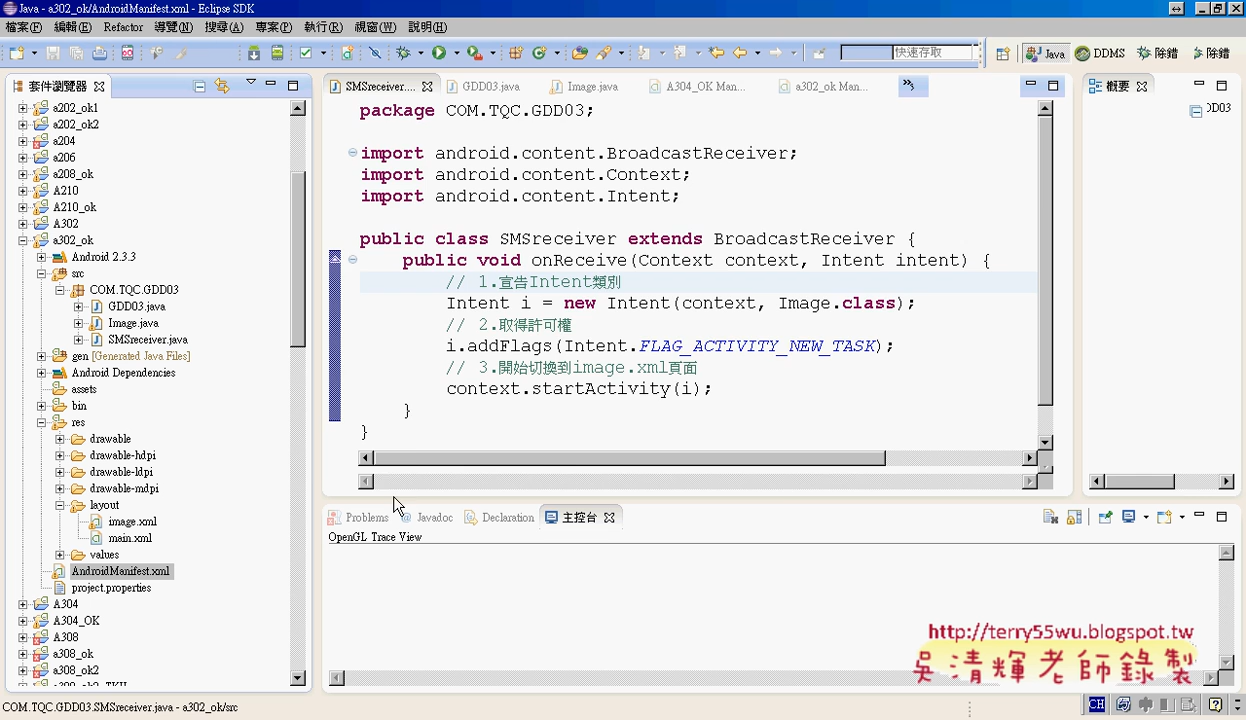 Java - a302_ok/AndroidManifest.xml - Eclipse SDK
檔案(F) 編輯(E) Refactor 導覽(N) 搜尋(A) 專案(P) 執行(R) 視窗(W) 說明(H)
快速存取 Java DDMS 除錯 除錯
套件瀏覽器
a202_ok1
a202_ok2
a204
a206
a208_ok
A210
A210_ok
A302
a302_ok
Android 2.3.3
src
COM.TQC.GDD03
GDD03.java
Image.java
SMSreceiver.java
gen [Generated Java Files]
Android Dependencies
assets
bin
res
drawable
drawable-hdpi
drawable-ldpi
drawable-mdpi
layout
image.xml
main.xml
values
AndroidManifest.xml
project.properties
A304
A304_OK
A308
a308_ok
a308_ok2
SMSreceiver.... GDD03.java Image.java A304_OK Man... a302_ok Man...
package COM.TQC.GDD03;
import android.content.BroadcastReceiver;
import android.content.Context;
import android.content.Intent;
public class SMSreceiver extends BroadcastReceiver {
public void onReceive(Context context, Intent intent) {
// 1.宣告Intent類別
Intent i = new Intent(context, Image.class);
// 2.取得許可權
i.addFlags(Intent.FLAG_ACTIVITY_NEW_TASK);
// 3.開始切換到image.xml頁面
context.startActivity(i);
}
}
概要
DD03
Problems Javadoc Declaration 主控台
OpenGL Trace View
http://terry55wu.blogspot.tw
吳清輝老師錄製
COM.TQC.GDD03.SMSreceiver.java - a302_ok/src
CH